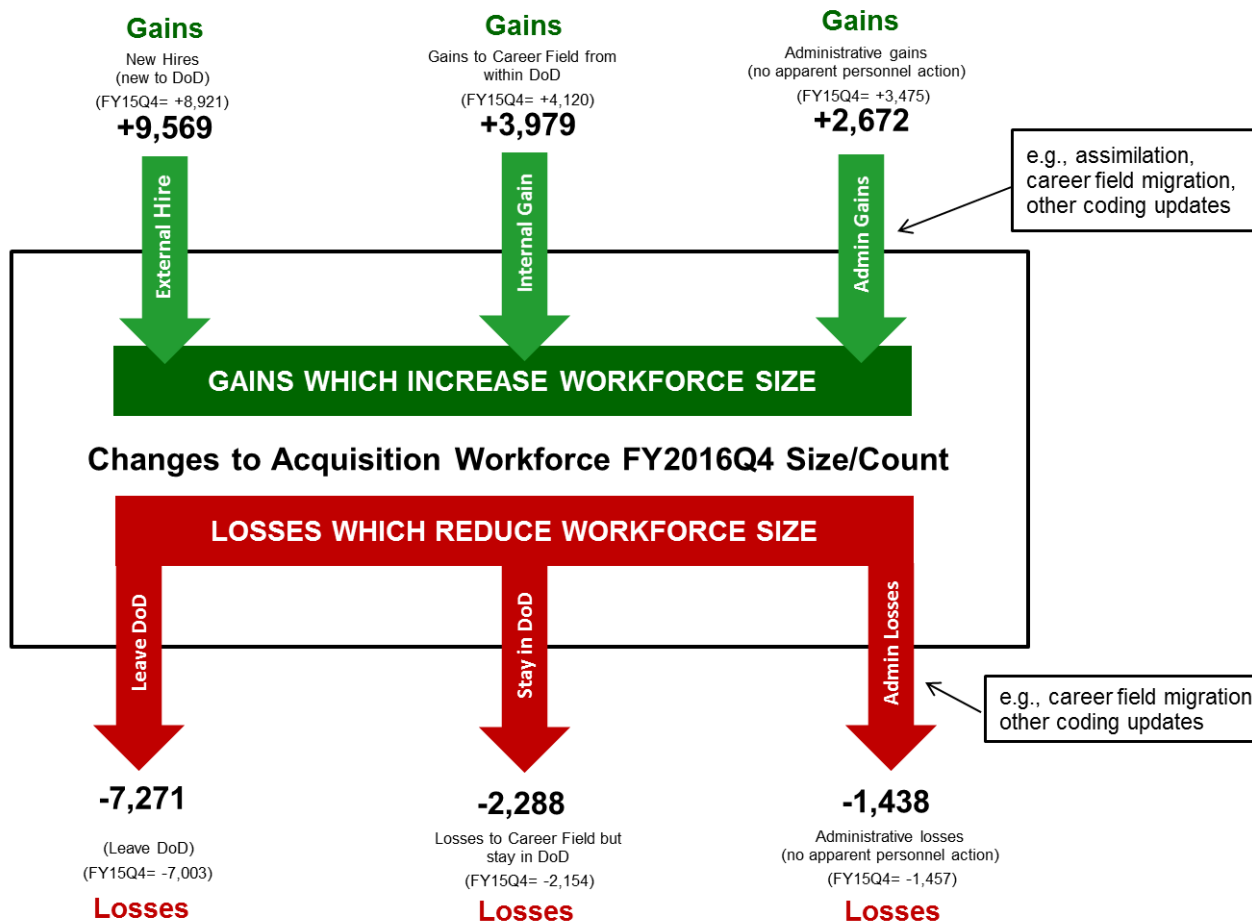 Gains
New Hires
(new to DoD)
(FY15Q4= +8,921)
+9,569
Gains
Gains to Career Field from
within DoD
(FY15Q4= +4,120)
+3,979
Gains
Administrative gains
(no apparent personnel action)
(FY15Q4= +3,475)
+2,672
e.g., assimilation,
career field migration,
other coding updates
External Hire
Internal Gain
Admin Gains
GAINS WHICH INCREASE WORKFORCE SIZE
Changes to Acquisition Workforce FY2016Q4 Size/Count
LOSSES WHICH REDUCE WORKFORCE SIZE
Leave DoD
Stay in DoD
Admin Losses
e.g., career field migration
other coding updates
-7,271
(Leave DoD)
(FY15Q4= -7,003)
Losses
-2,288
Losses to Career Field but
stay in DoD
(FY15Q4= -2,154)
Losses
-1,438
Administrative losses
(no apparent personnel action)
(FY15Q4= -1,457)
Losses